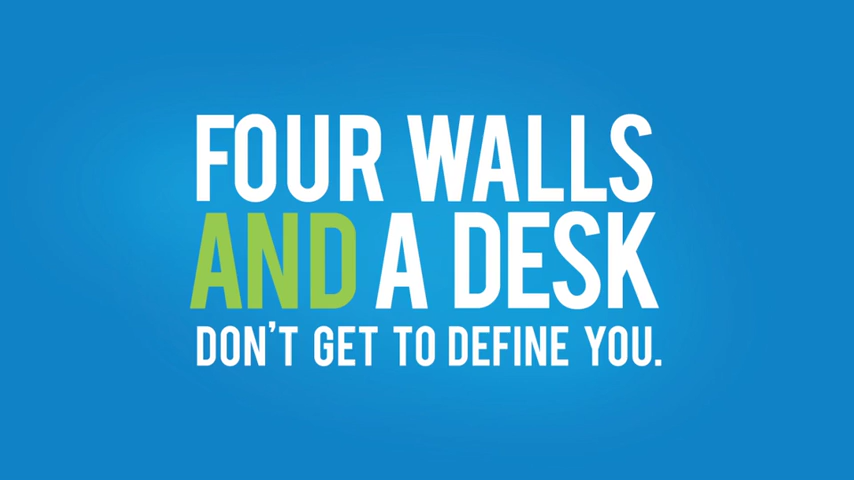 FOUR WALLS
AND A DESK
DON'T GET TO DEFINE YOU.